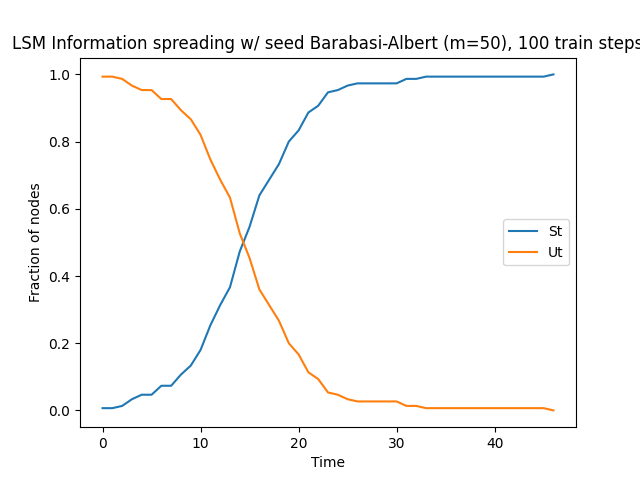 LSM Information spreading w/ seed Barabasi-Albert (m=50), 100 train steps
1.0
0.8
0.6
0.4
0.2
0.0
Fraction of nodes
St
Ut
0 10 20 30 40
Time